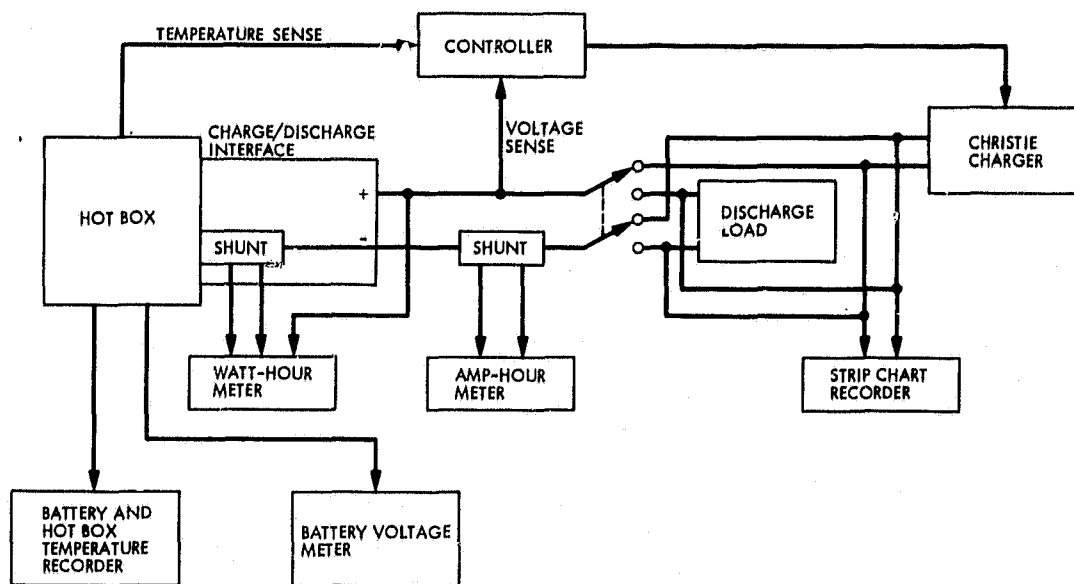 TEMPERATURE SENSE
CONTROLLER
CHARGE/DISCHARGE
INTERFACE
VOLTAGE
SENSE
CHRISTIE
CHARGER
HOT BOX
+
-
SHUNT
SHUNT
DISCHARGE
LOAD
WATT-HOUR
METER
AMP-HOUR
METER
STRIP CHART
RECORDER
BATTERY AND
HOT BOX
TEMPERATURE
RECORDER
BATTERY VOLTAGE
METER